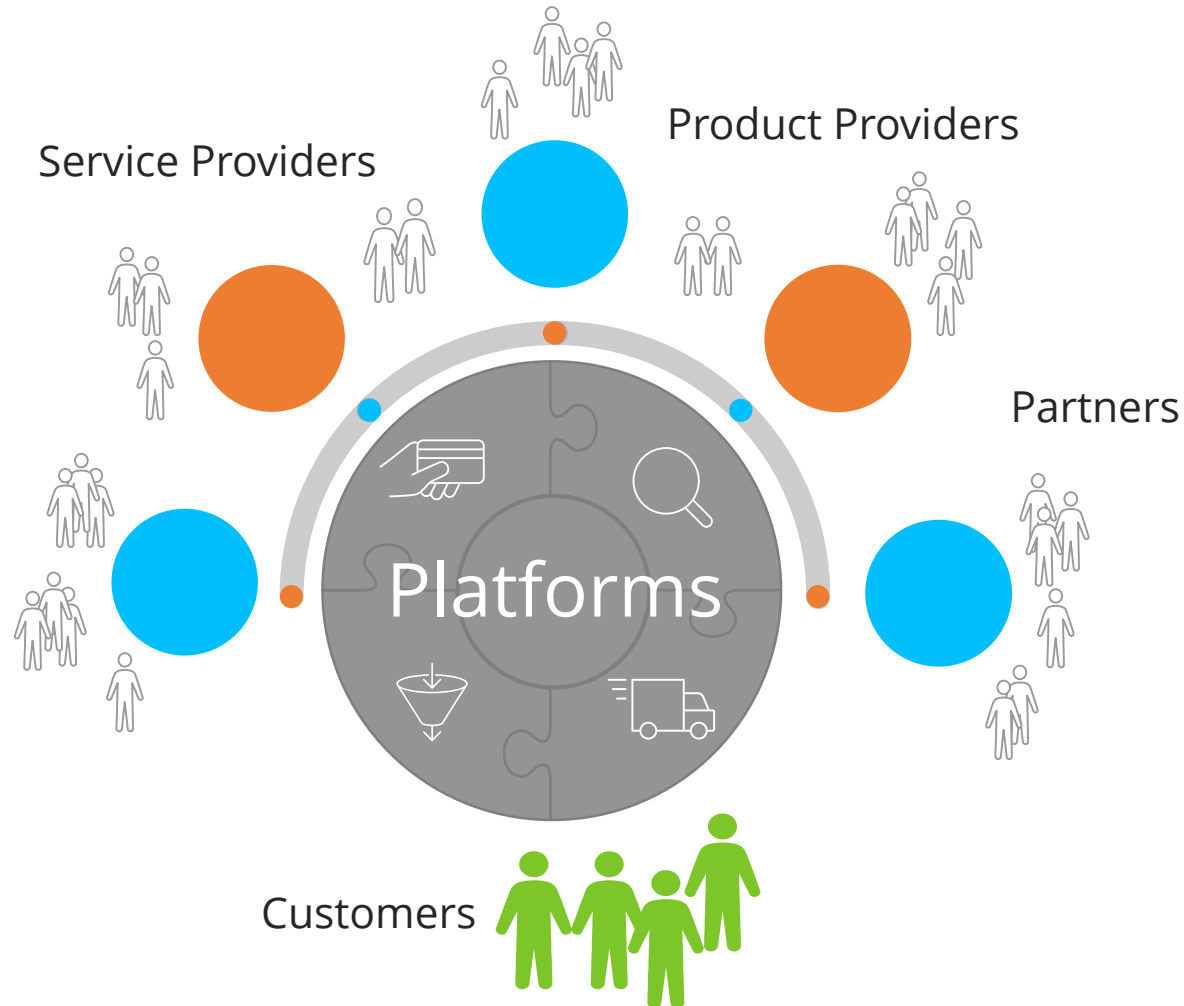 Product Providers
Service Providers
Partners
Platforms
Customers